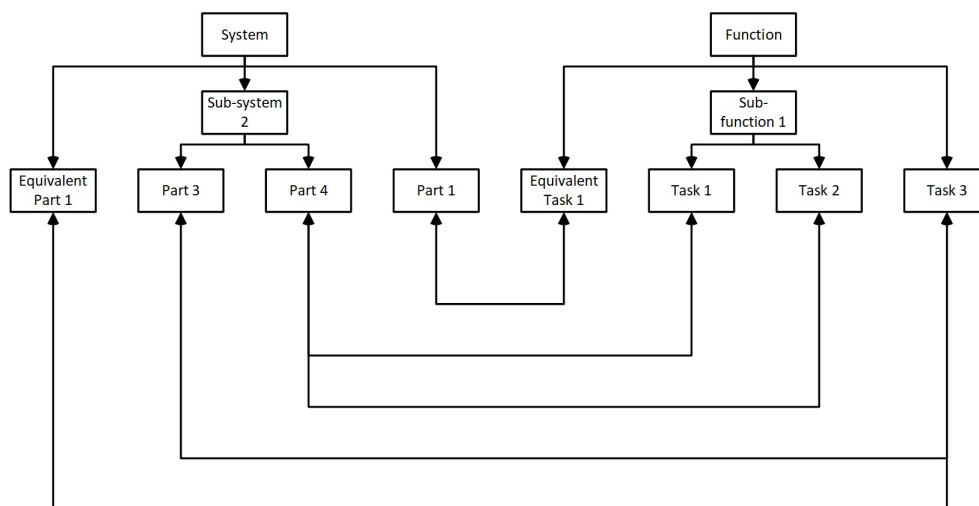 System
Function
Sub-system
2
Sub-
function 1
Equivalent
Part 1
Part 3
Part 4
Part 1
Equivalent
Task 1
Task 1
Task 2
Task 3